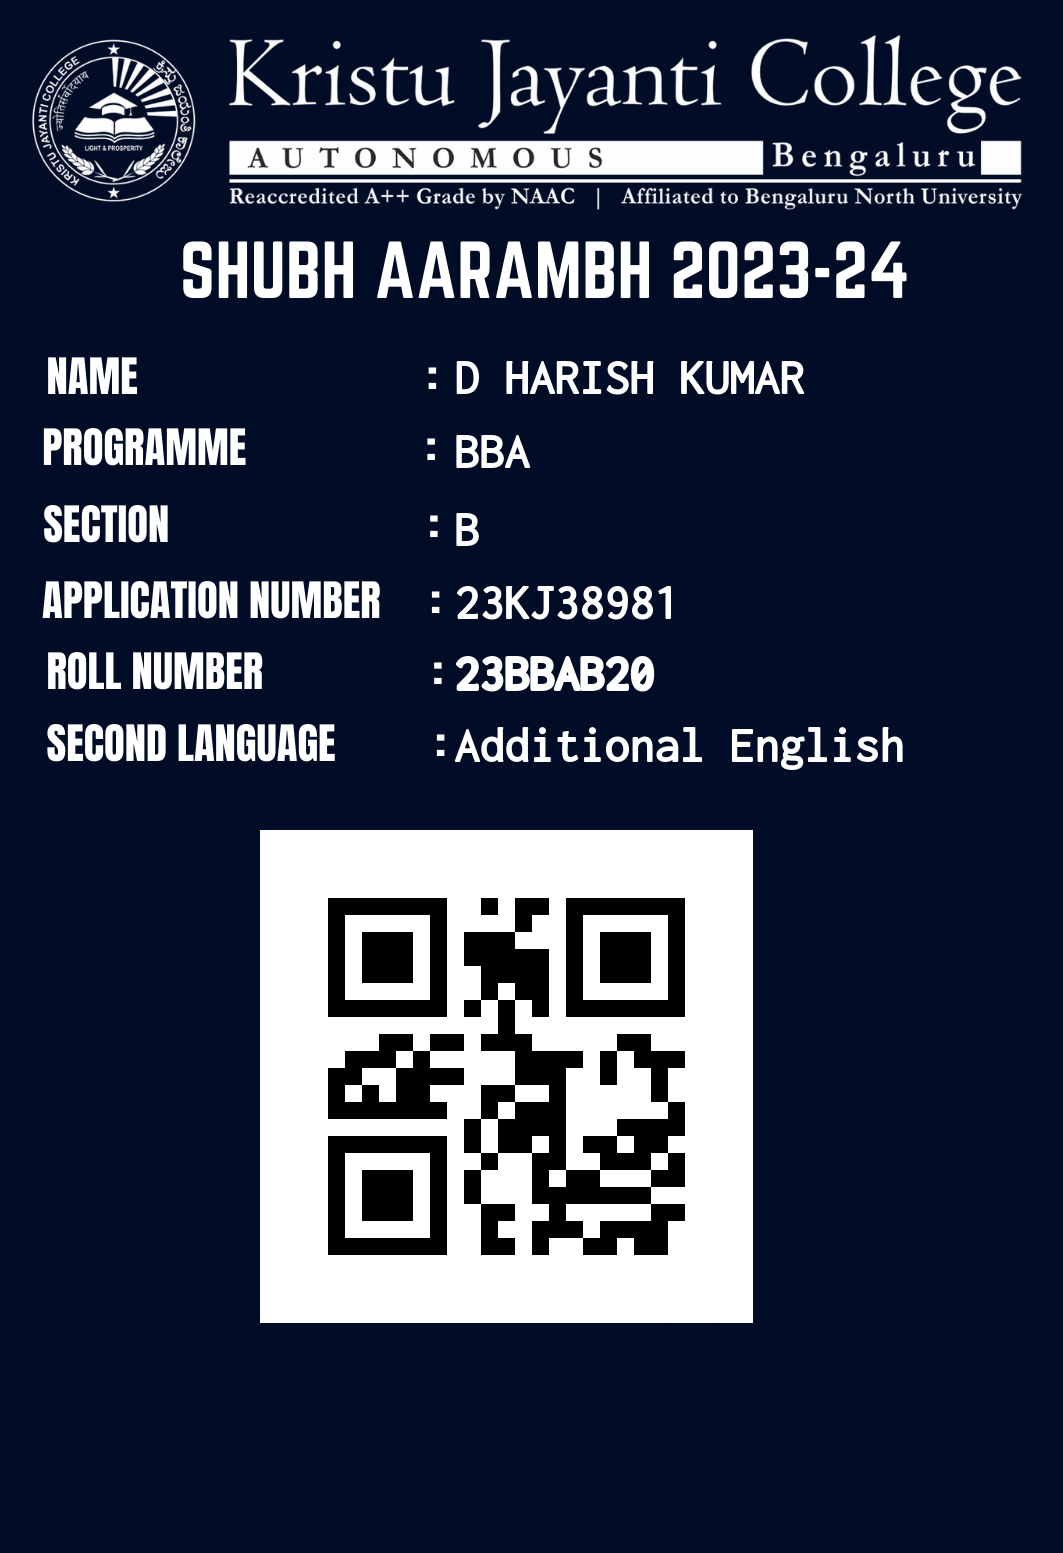 KRISTU JAYANTI COLLEGE
ಕ್ರಿಸ್ತು ಜಯಂತಿ ಕಾಲೇಜು
LIGHT & PROSPERITY
Kristu Jayanti College
AUTONOMOUS Bengaluru
Reaccredited A++ Grade by NAAC | Affiliated to Bengaluru North University
SHUBH AARAMBH 2023-24
NAME : D HARISH KUMAR
PROGRAMME : BBA
SECTION : B
APPLICATION NUMBER : 23KJ38981
ROLL NUMBER : 23BBAB20
SECOND LANGUAGE : Additional English